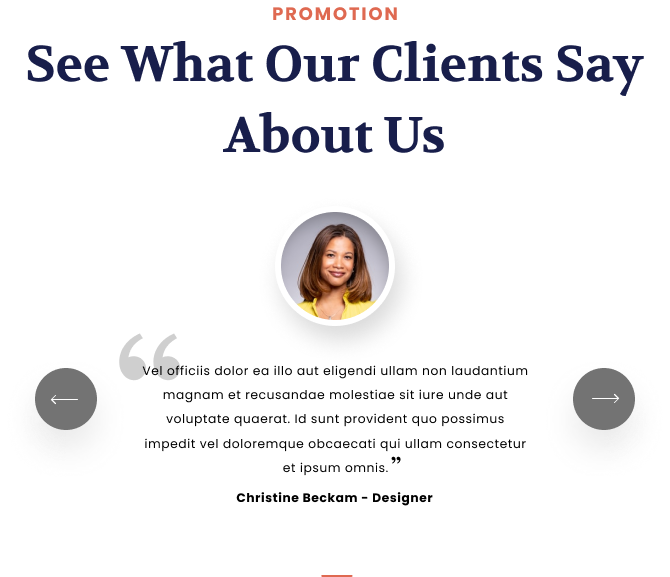 PROMOTION
See What Our Clients Say
About Us
“
Vel officiis dolor ea illo aut eligendi ullam non laudantium
magnam et recusandae molestiae sit iure unde aut
voluptate quaerat. Id sunt provident quo possimus
impedit vel doloremque obcaecati qui ullam consectetur
et ipsum omnis.”
Christine Beckam - Designer